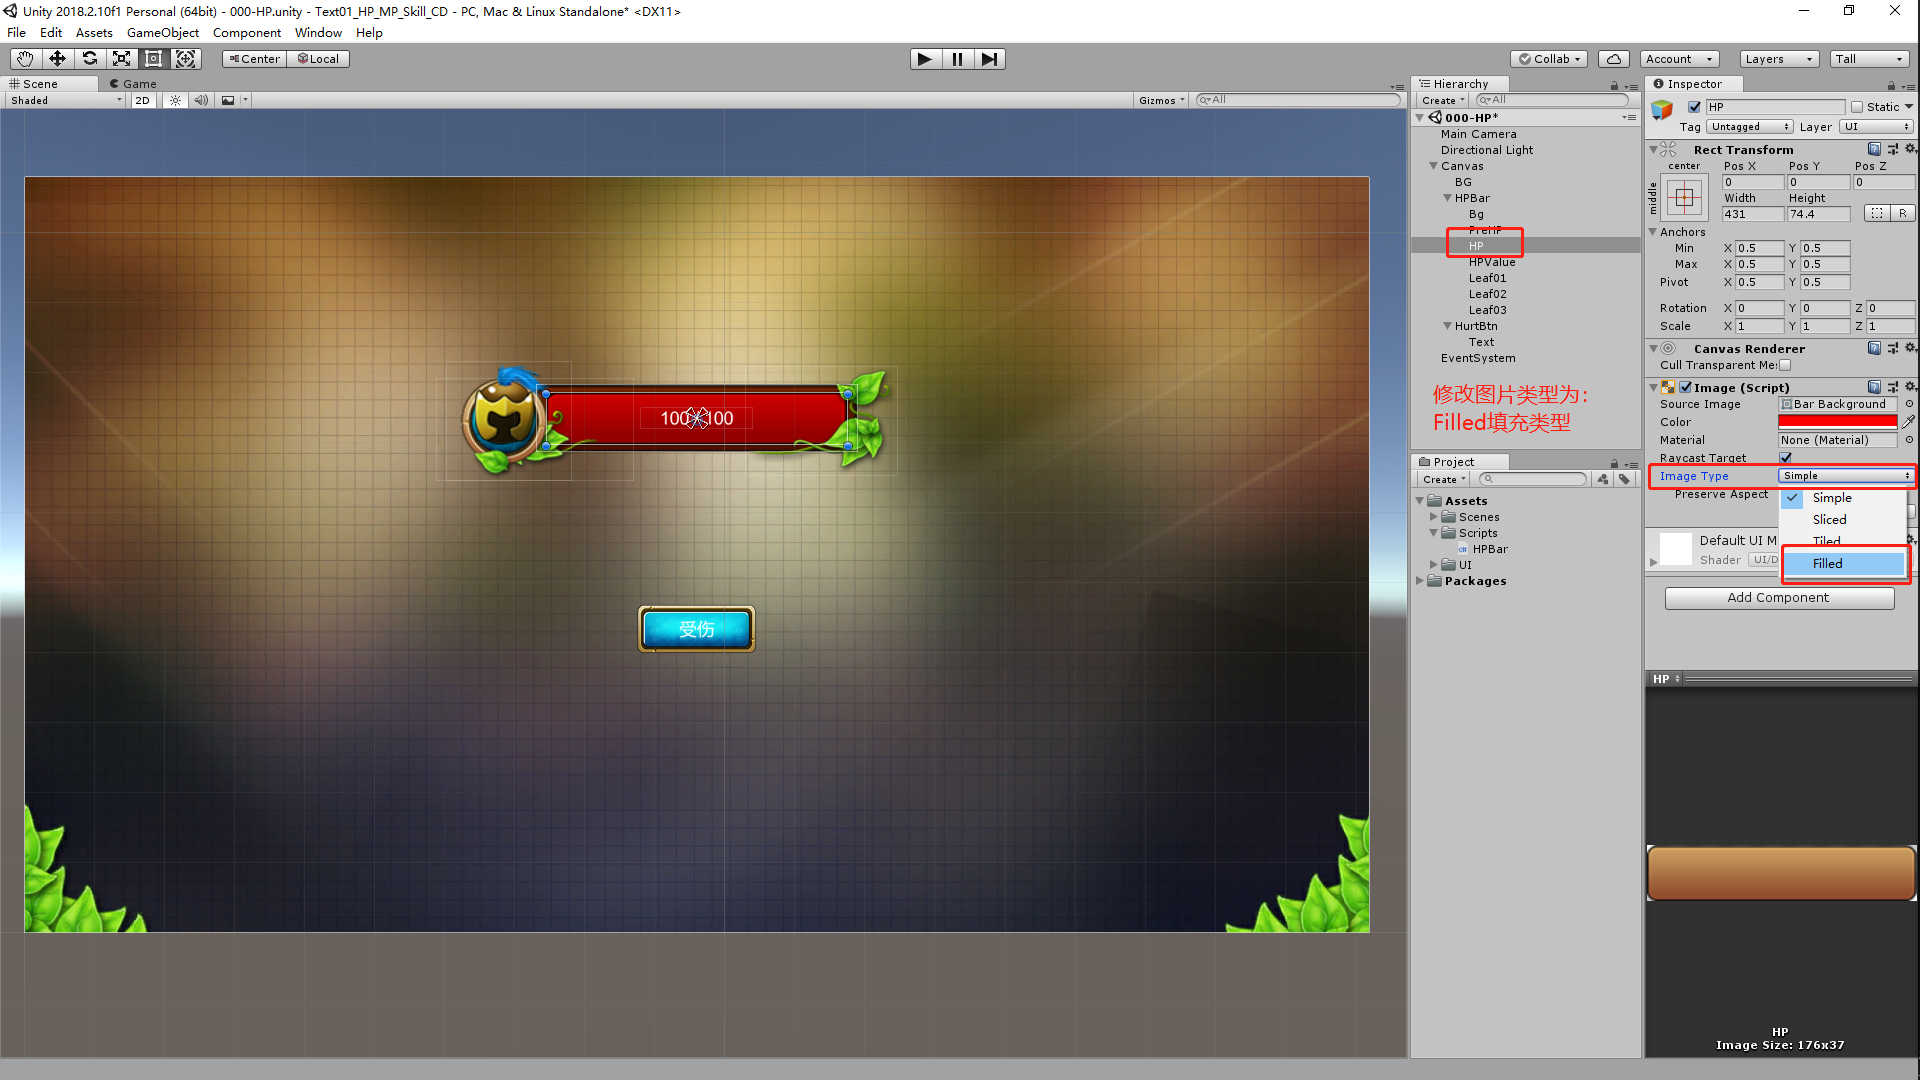 Unity 2018.2.10f1 Personal (64bit) - 000-HP.unity - Text01_HP_MP_Skill_CD - PC, Mac & Linux Standalone* <DX11>
File Edit Assets GameObject Component Window Help
Center Local
Collab Account Layers Tall
Scene Game
Shaded 2D Gizmos All
100/100
受伤
Hierarchy
Create All
000-HP*
Main Camera
Directional Light
Canvas
BG
HPBar
Bg
PreHP
HP
HPValue
Leaf01
Leaf02
Leaf03
HurtBtn
Text
EventSystem
修改图片类型为:
Filled填充类型
Project
Create
Assets
Scenes
Scripts
HPBar
UI
Packages
Inspector
HP Static
Tag Untagged Layer UI
Rect Transform
center Pos X Pos Y Pos Z
0 0 0
middle
Width Height
431 74.4 R
Anchors
Min X 0.5 Y 0.5
Max X 0.5 Y 0.5
Pivot X 0.5 Y 0.5
Rotation X 0 Y 0 Z 0
Scale X 1 Y 1 Z 1
Canvas Renderer
Cull Transparent Me
Image (Script)
Source Image Bar Background
Color
Material None (Material)
Raycast Target
Image Type Simple
Preserve Aspect
Simple
Sliced
Tiled
Filled
Default UI M
Shader UI/D
Add Component
HP
HP
Image Size: 176x37